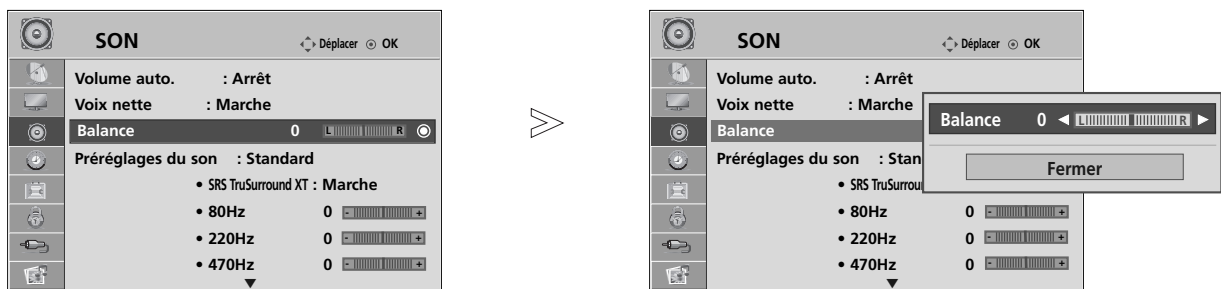 SON Déplacer OK
Volume auto. : Arrêt
Voix nette : Marche
Balance 0 L R
Préréglages du son : Standard
• SRS TruSurround XT : Marche
• 80Hz 0 - +
• 220Hz 0 - +
• 470Hz 0 - +
SON Déplacer OK
Volume auto. : Arrêt
Voix nette : Marche
Balance
Préréglages du son : Stan
• SRS TruSurrou
• 80Hz 0 - +
• 220Hz 0 - +
• 470Hz 0 - +
Balance 0 L R
Fermer